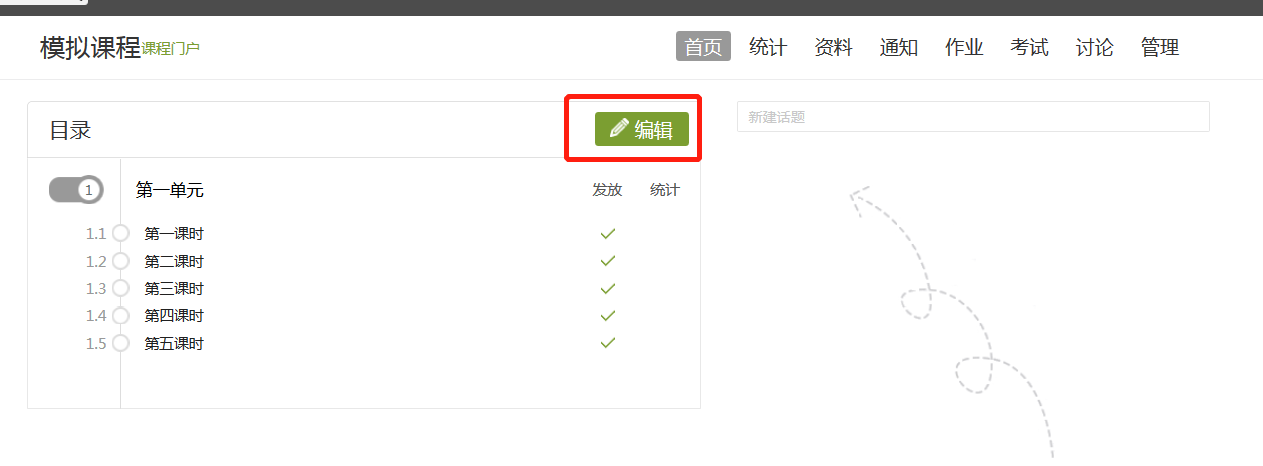 模拟课程课程门户 首页 统计 资料 通知 作业 考试 讨论 管理
目录 编辑
新建话题
1 第一单元 发放 统计
1.1 第一课时
1.2 第二课时
1.3 第三课时
1.4 第四课时
1.5 第五课时